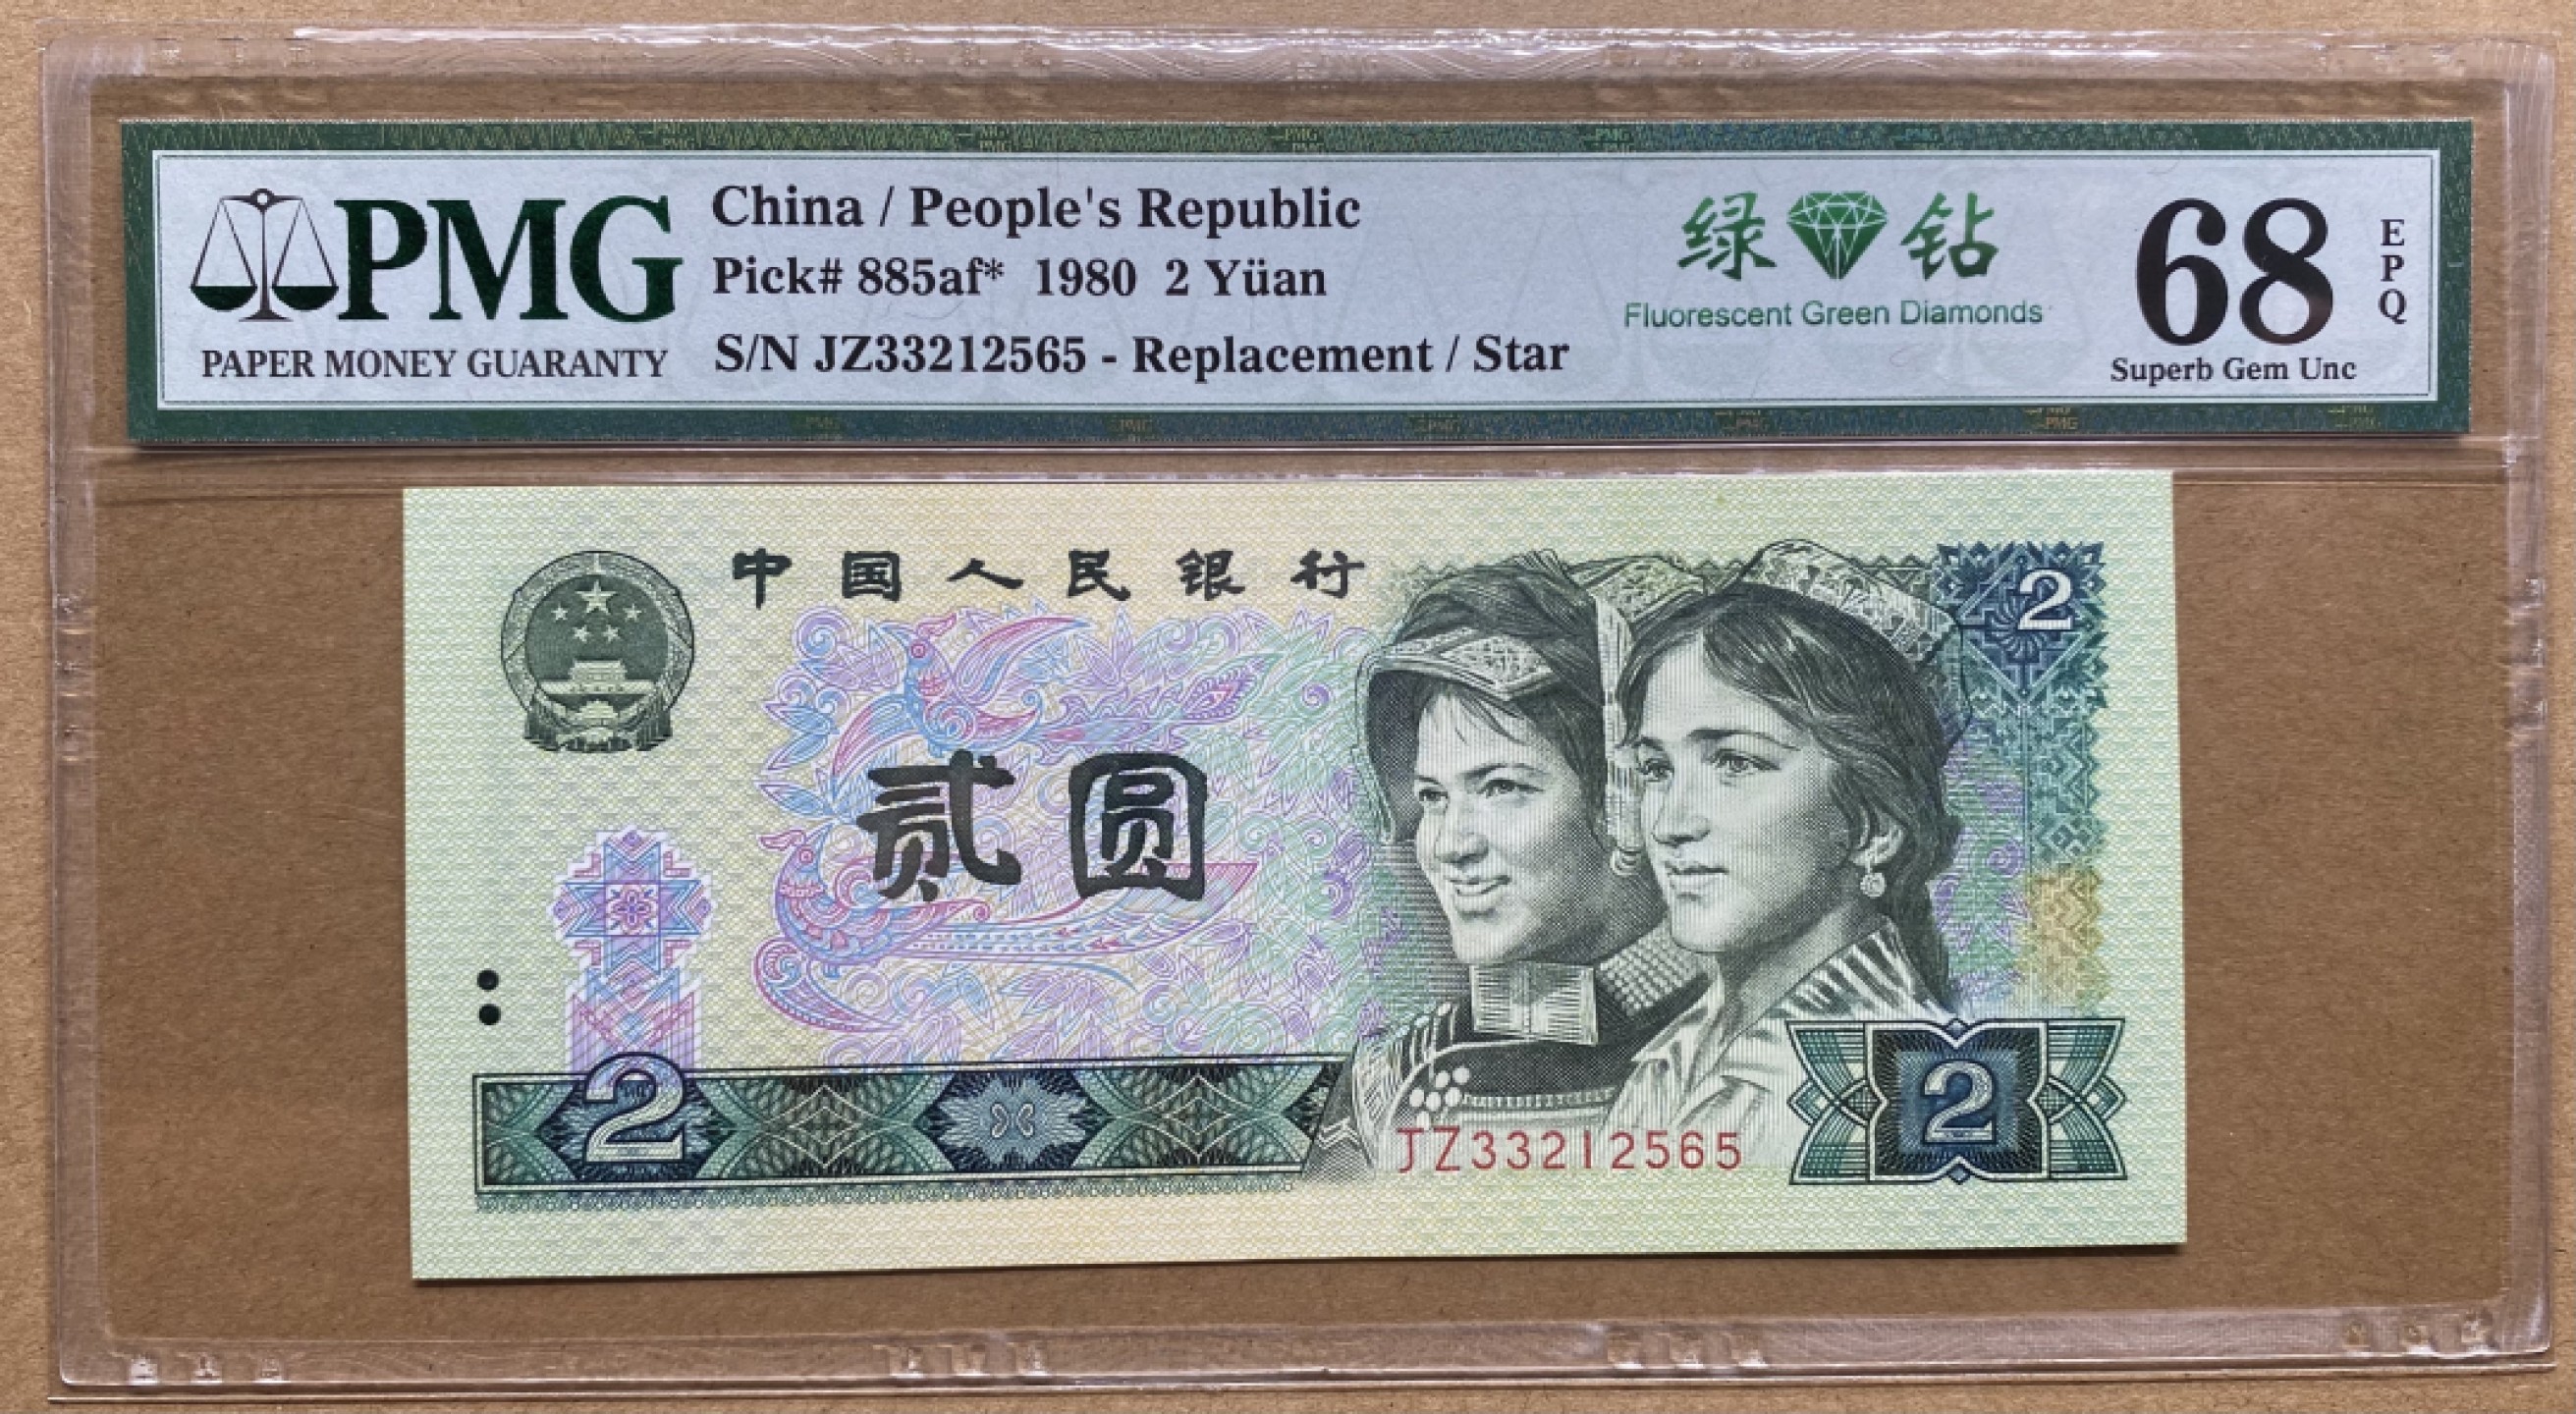 PMG
PAPER MONEY GUARANTY
China / People's Republic
Pick# 885af* 1980 2 Yüan
S/N JZ33212565 - Replacement / Star
绿 钻
Fluorescent Green Diamonds
68
EPQ
Superb Gem Unc
中国人民银行
2
贰圆
2
JZ33212565
2